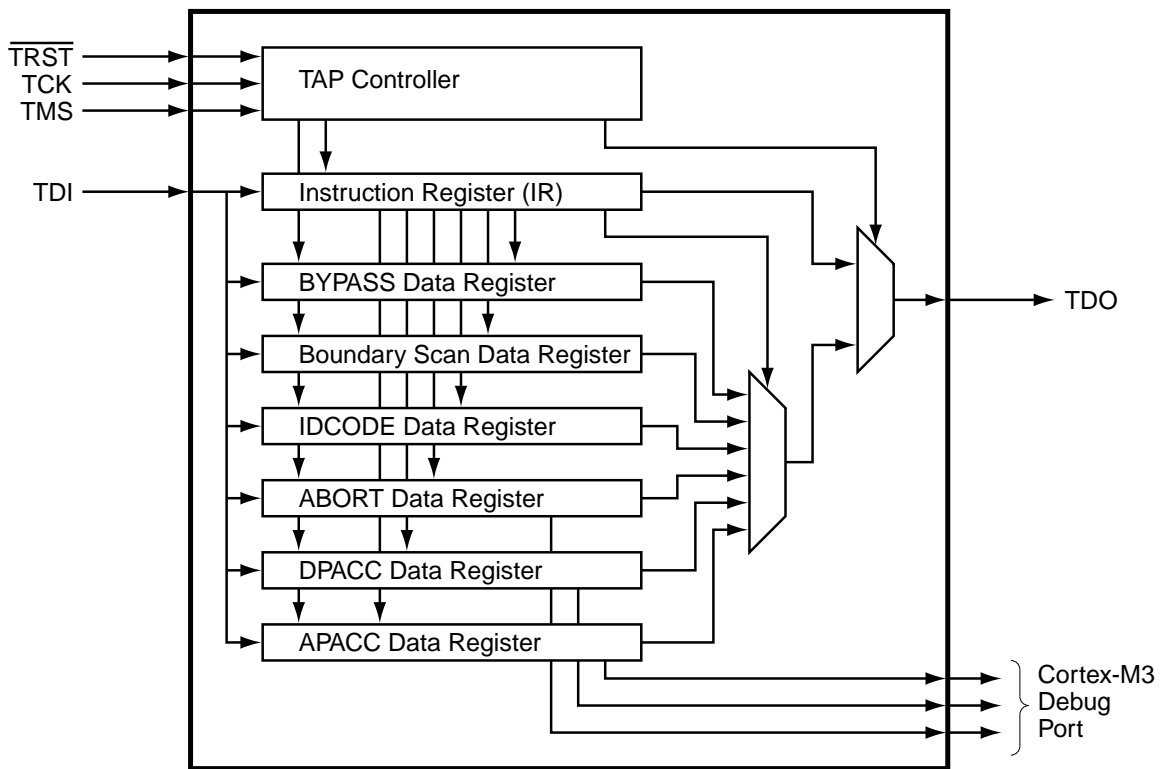 TRST
TCK
TMS
TAP Controller
TDI
Instruction Register (IR)
BYPASS Data Register
Boundary Scan Data Register
IDCODE Data Register
ABORT Data Register
DPACC Data Register
APACC Data Register
TDO
Cortex-M3
Debug
Port